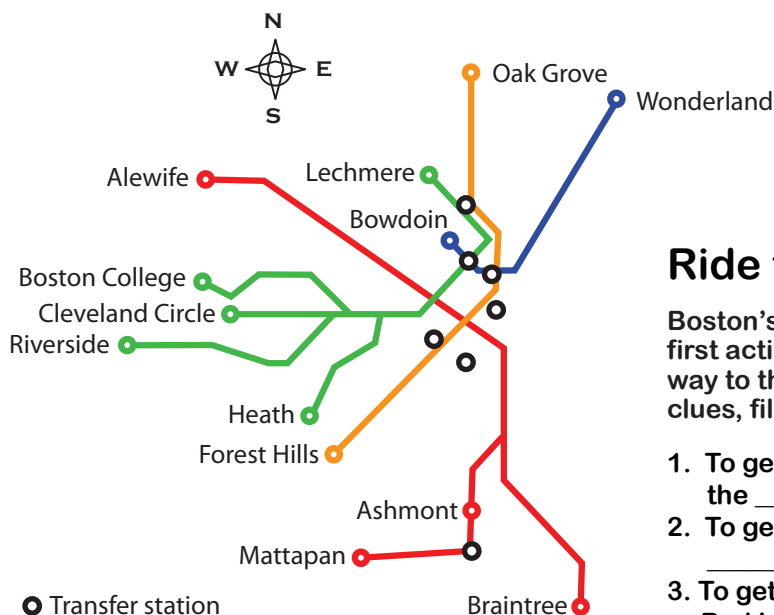 N
W E
S
Oak Grove
Wonderland
Alewife
Lechmere
Bowdoin
Boston College
Cleveland Circle
Riverside
Heath
Forest Hills
Ashmont
Mattapan
Braintree
Transfer station
Ride
Boston's
first acti
way to th
clues, fil
1. To ge
the __
2. To ge
_____
3. To get